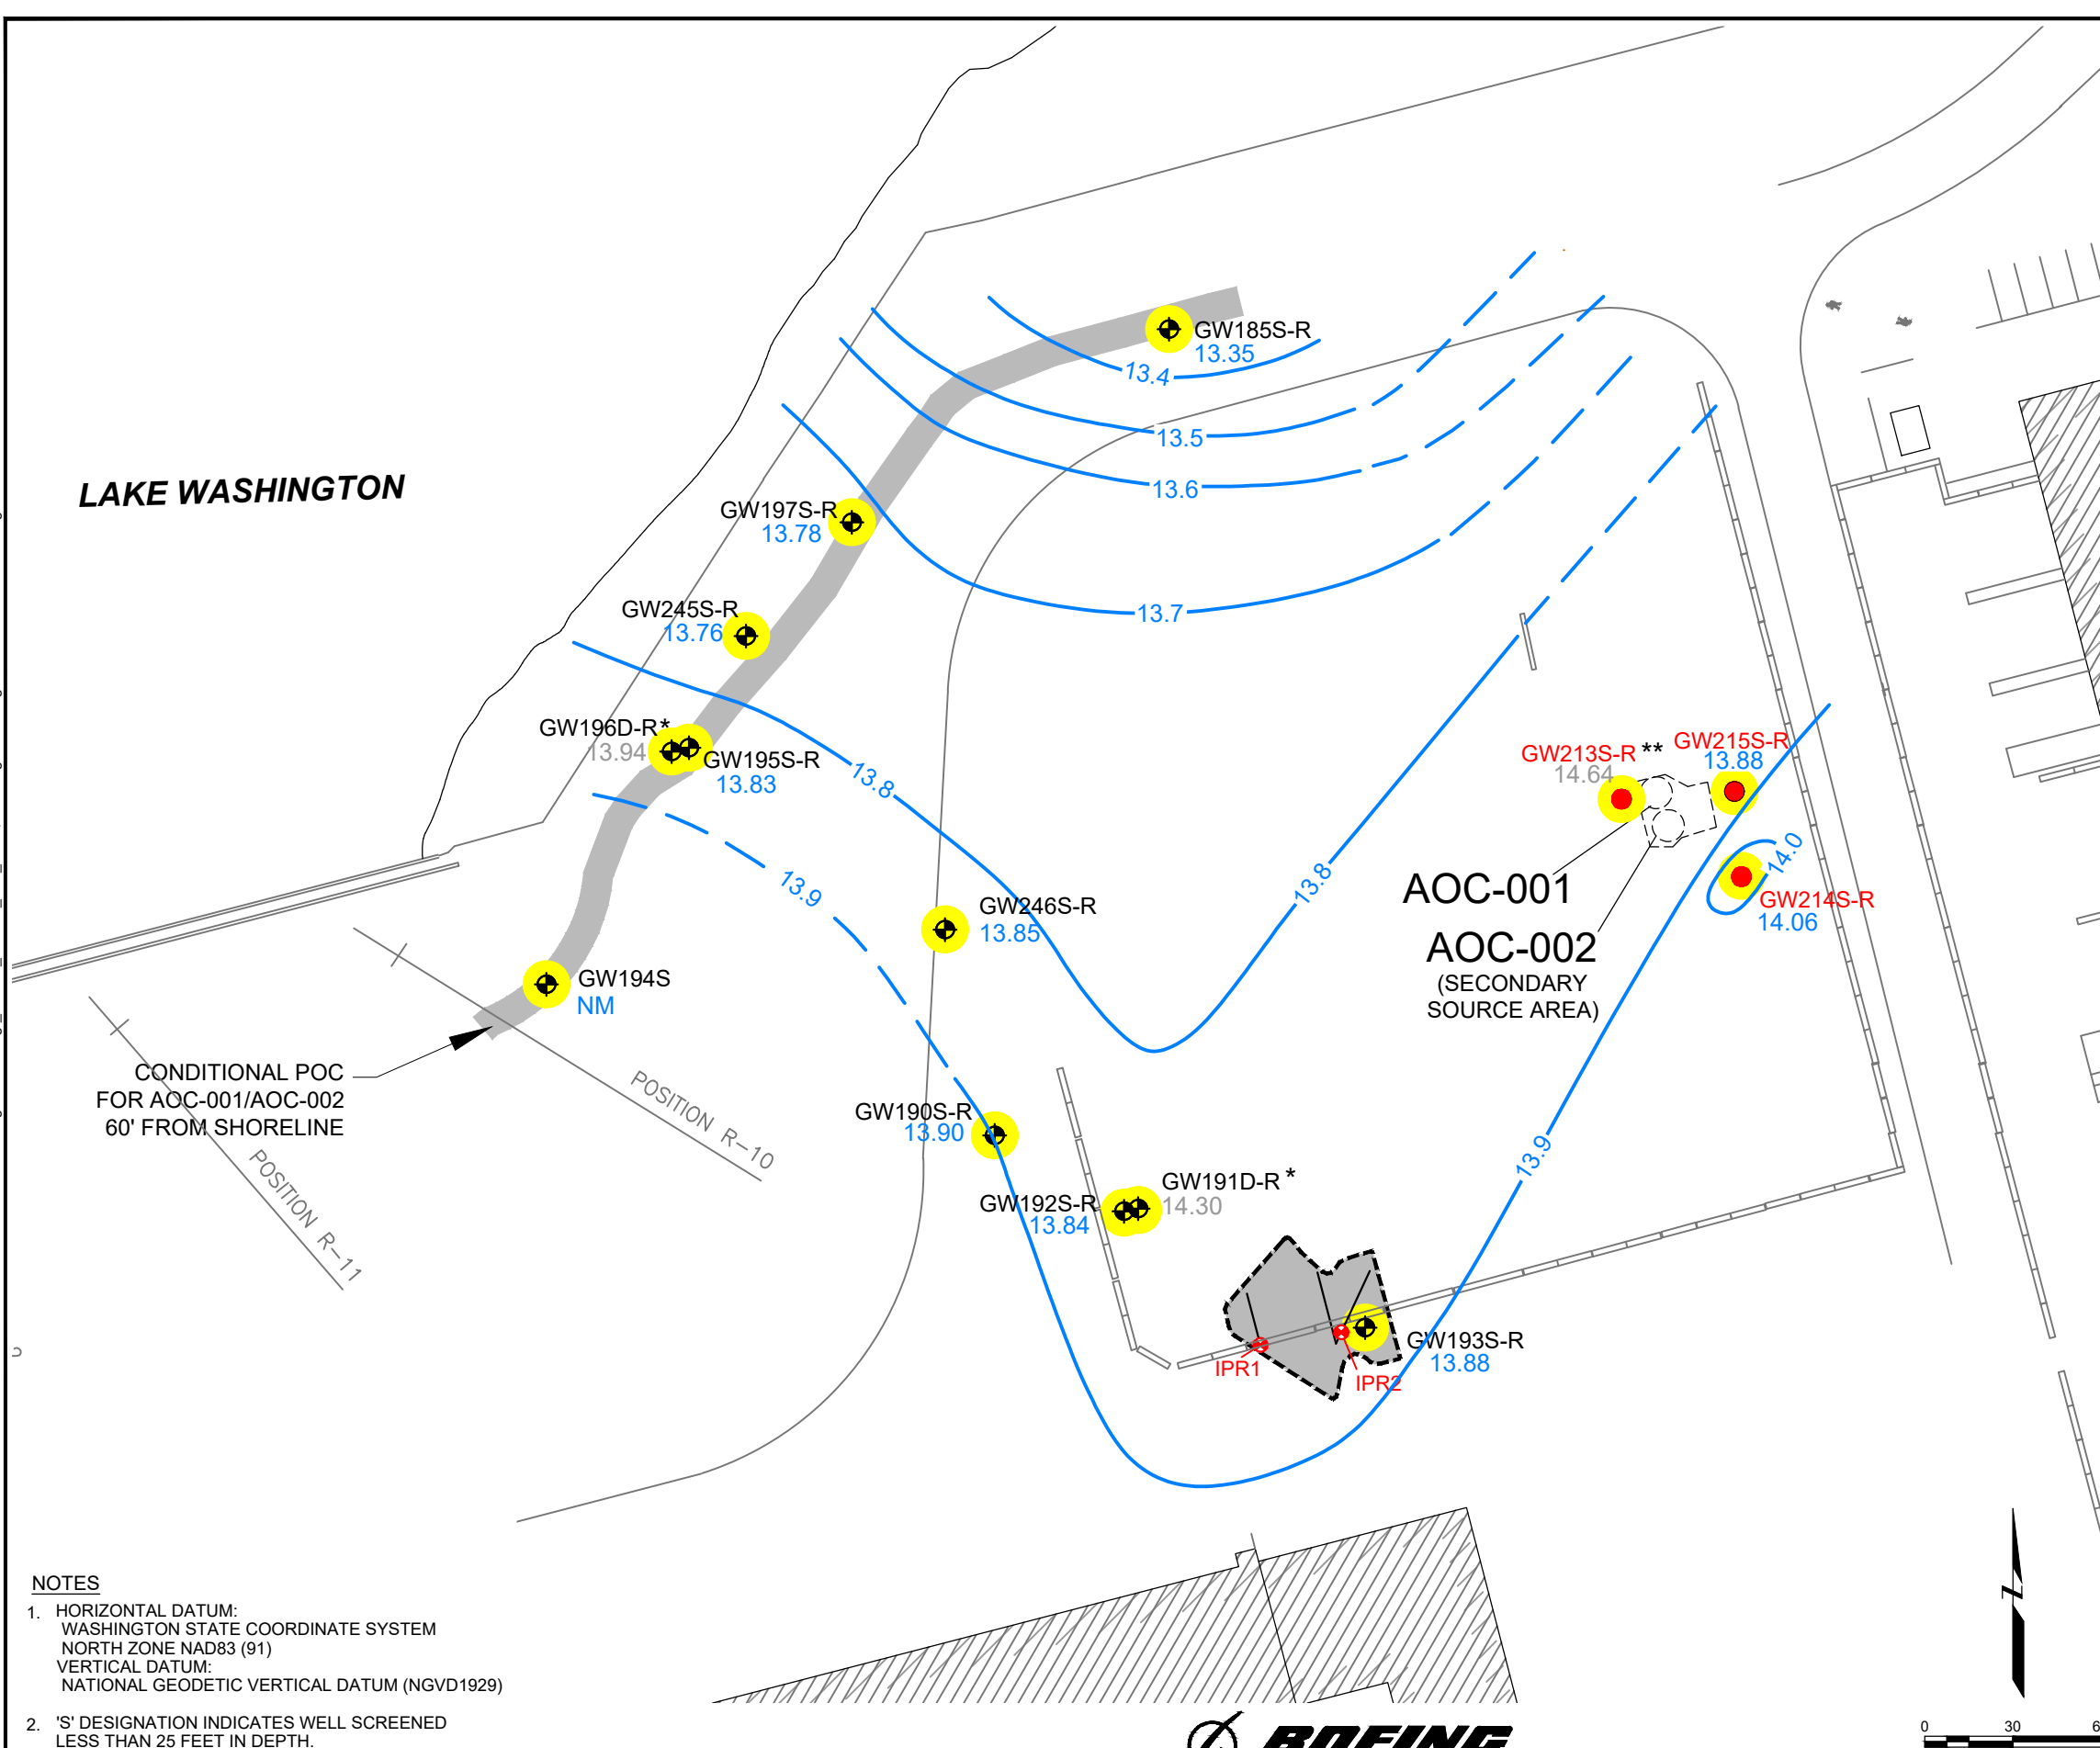 GW185S-R
13.35
13.4
13.5
13.6
LAKE WASHINGTON
GW197S-R
13.78
13.7
GW245S-R
13.76
GW196D-R*
13.94
GW195S-R
13.83
13.8
GW213S-R **
14.64
GW215S-R
13.88
14.0
13.9
13.8
AOC-001
GW214S-R
14.06
GW246S-R
13.85
AOC-002
(SECONDARY
SOURCE AREA)
GW194S
NM
CONDITIONAL POC
FOR AOC-001/AOC-002
60' FROM SHORELINE
POSITION R-10
POSITION R-11
GW190S-R
13.90
13.9
GW191D-R *
14.30
GW192S-R
13.84
GW193S-R
13.88
IPR1
IPR2
NOTES
1. HORIZONTAL DATUM:
WASHINGTON STATE COORDINATE SYSTEM
NORTH ZONE NAD83 (91)
VERTICAL DATUM:
NATIONAL GEODETIC VERTICAL DATUM (NGVD1929)
2. 'S' DESIGNATION INDICATES WELL SCREENED
LESS THAN 25 FEET IN DEPTH.
N
BOEING
0 30